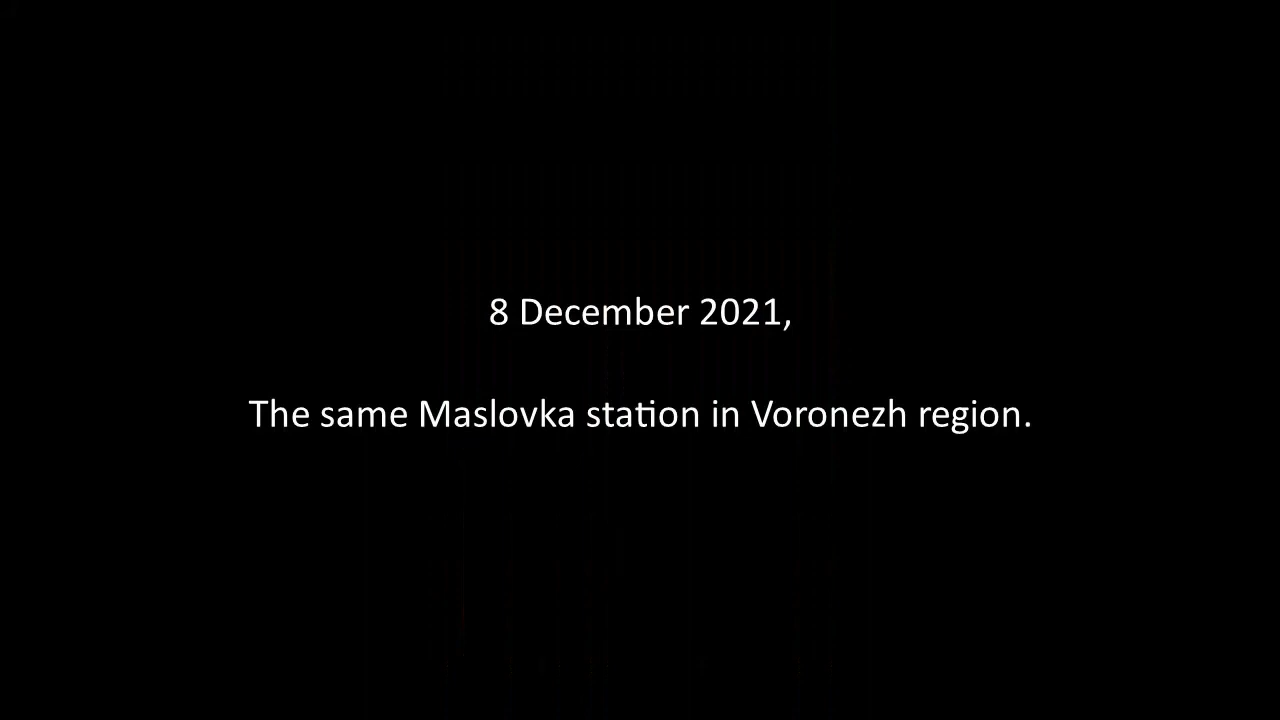 8 December 2021,
The same Maslovka station in Voronezh region.